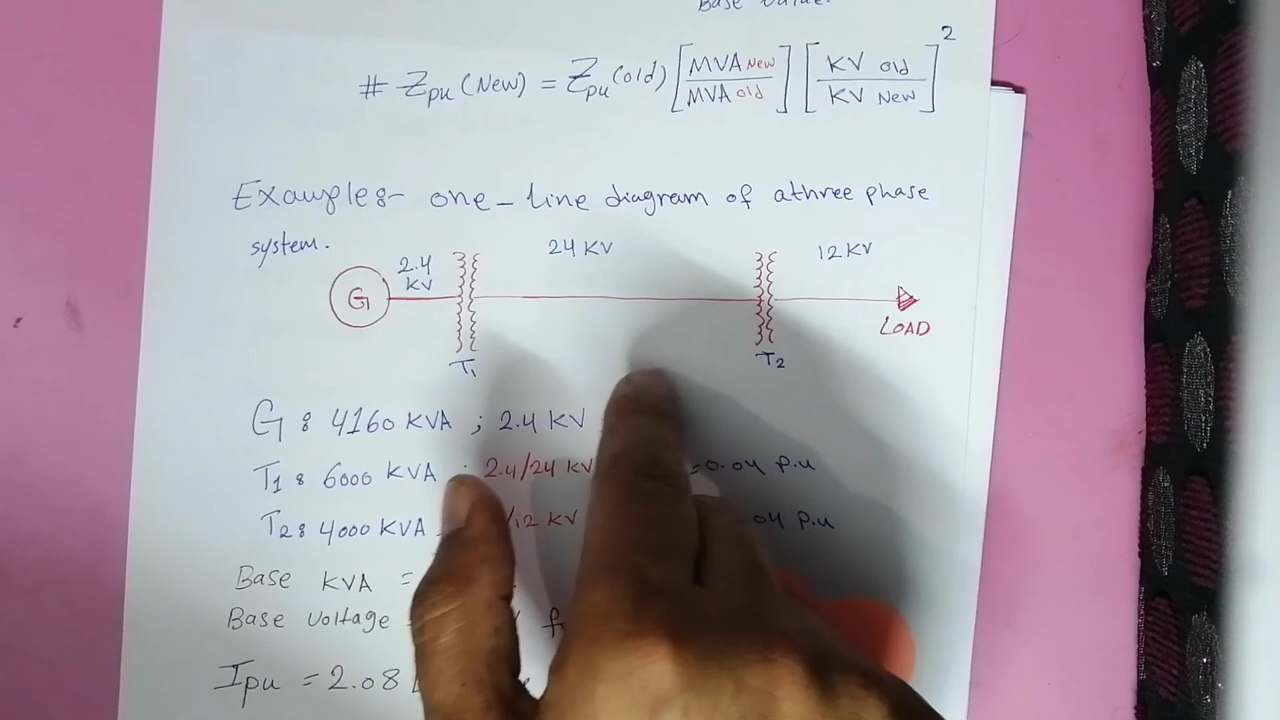 Base value.
# Zpu (New) = Zpu (old) [MVA New / MVA old] [KV old / KV New]²
Example:- one-line diagram of a three phase
system.
2.4 KV 24 KV 12 KV
G
T1 T2 LOAD
G : 4160 KVA ; 2.4 KV
T1 : 6000 KVA ; 2.4/24 KV =0.04 P.u
T2 : 4000 KVA /12 KV 04 P.u
Base KVA =
Base voltage
Ipu = 2.08